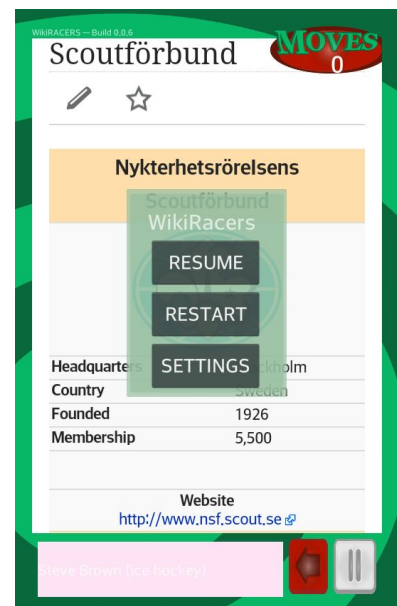 WikiRACERS — Build 0.0.6
Scoutförbund
MOVES
0
Nykterhetsrörelsens
Scoutförbund
WikiRacers
RESUME
RESTART
SETTINGS
Headquarters Stockholm
Country Sweden
Founded 1926
Membership 5,500
Website
http://www.nsf.scout.se
Steve Brown (ice hockey)